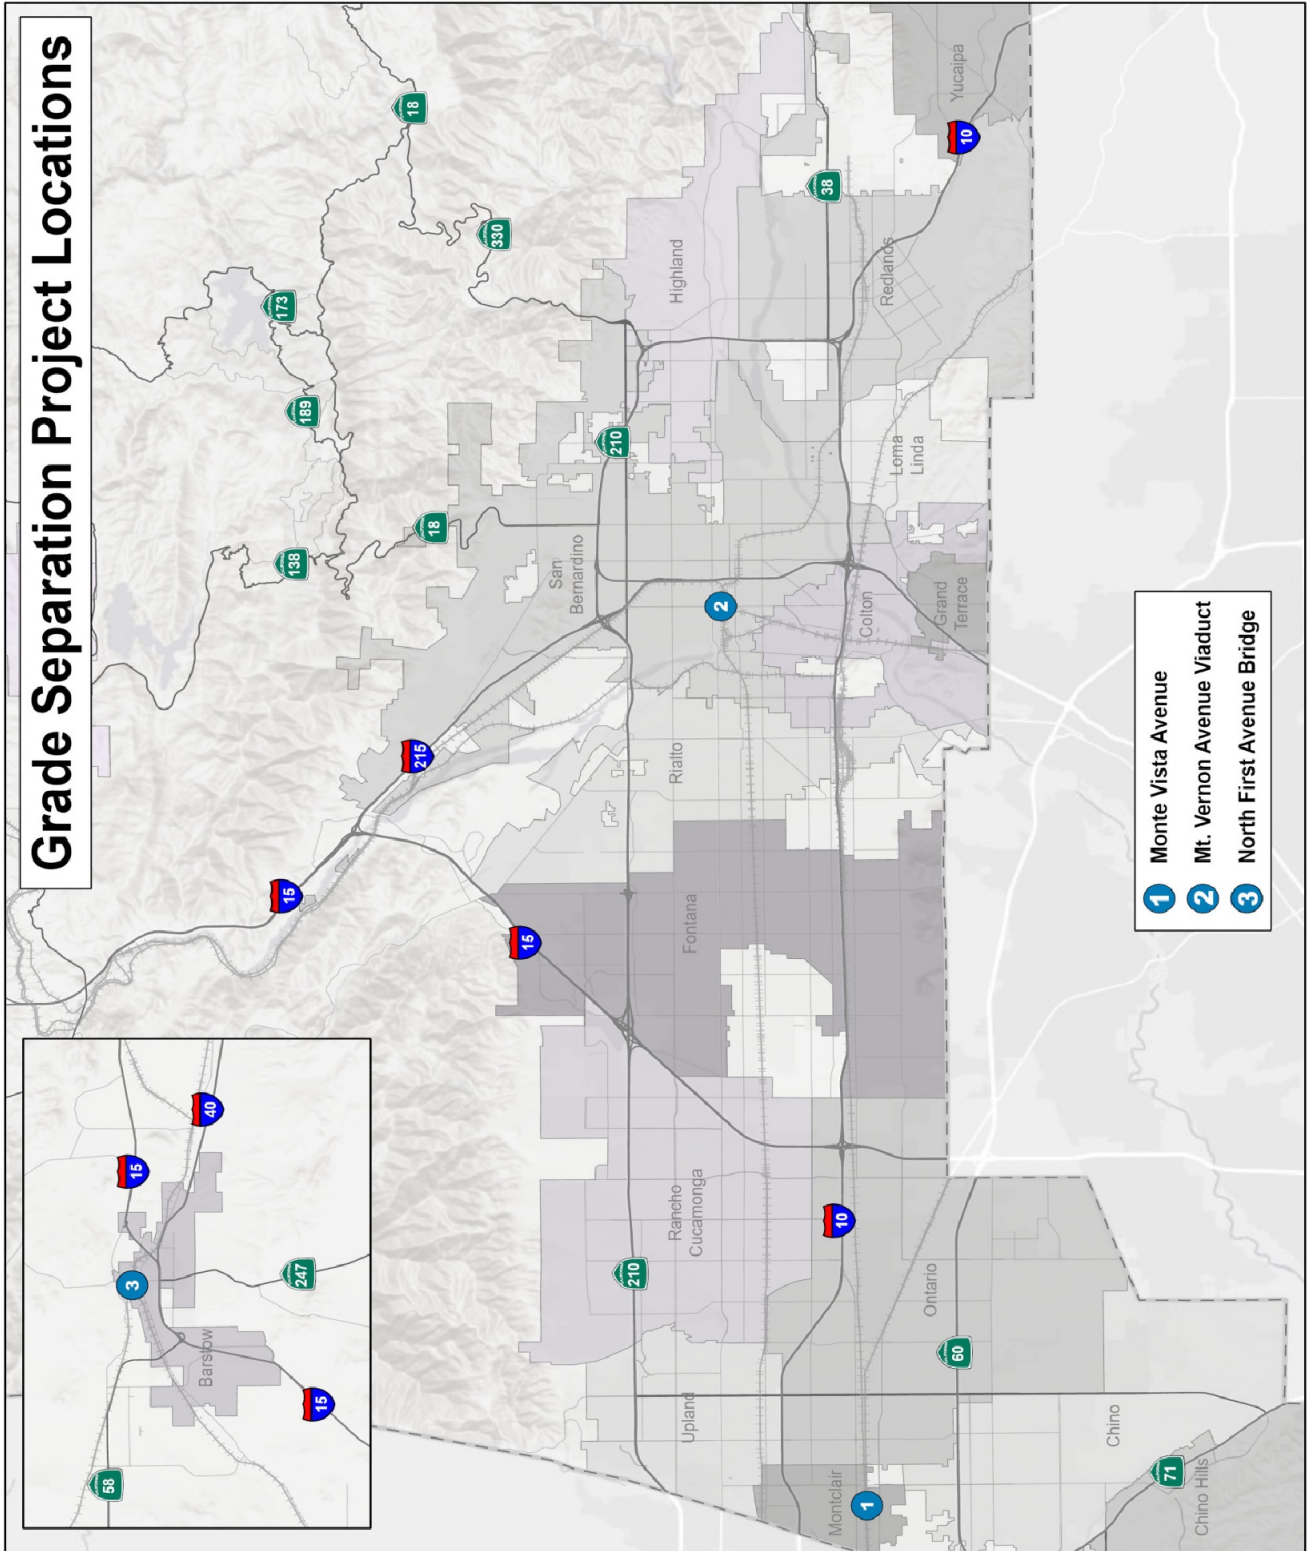 Grade Separation Project Locations
58
15
40
15
3
247
Barstow
15
15
215
138
18
189
173
18
330
210
38
10
Yucaipa
Highland
Redlands
San
Bernardino
Loma
Linda
2
Colton
Grand
Terrace
Rialto
Fontana
15
Rancho
Cucamonga
210
10
Ontario
60
Upland
Montclair
1
Chino
71
Chino Hills
1 Monte Vista Avenue
2 Mt. Vernon Avenue Viaduct
3 North First Avenue Bridge